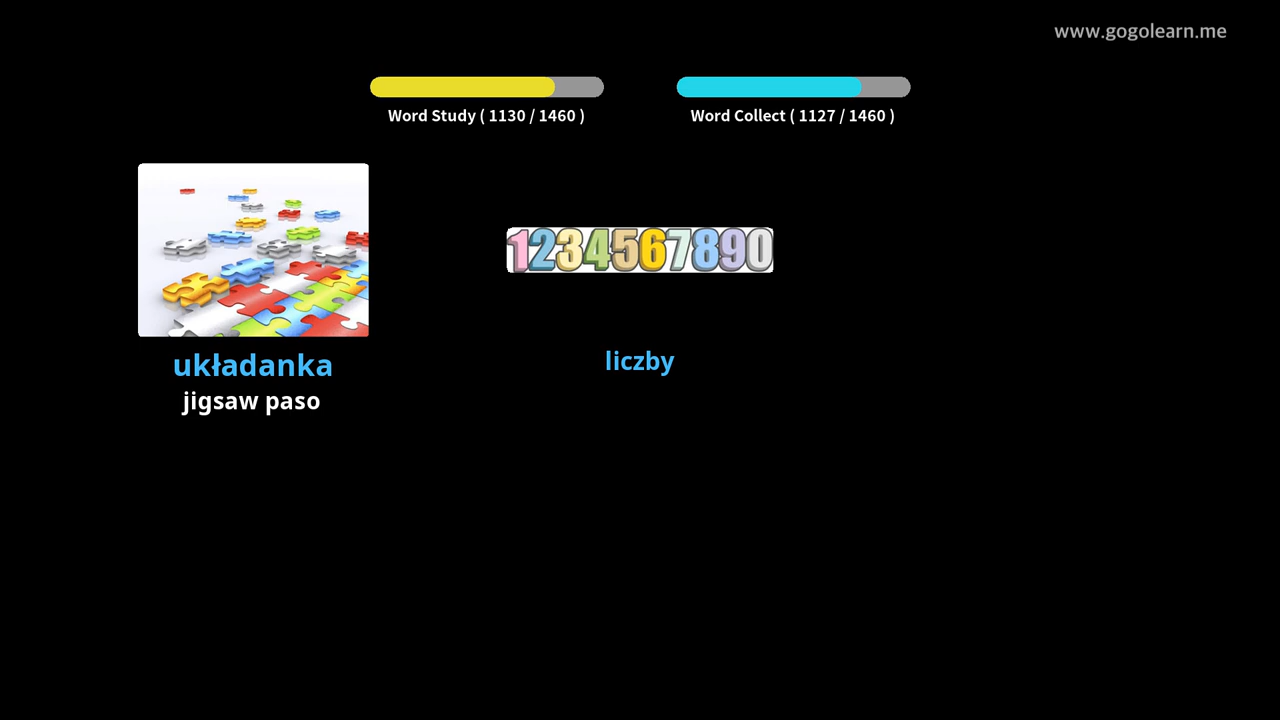 www.gogolearn.me
Word Study ( 1130 / 1460 )
Word Collect ( 1127 / 1460 )
1234567890
układanka
liczby
jigsaw paso